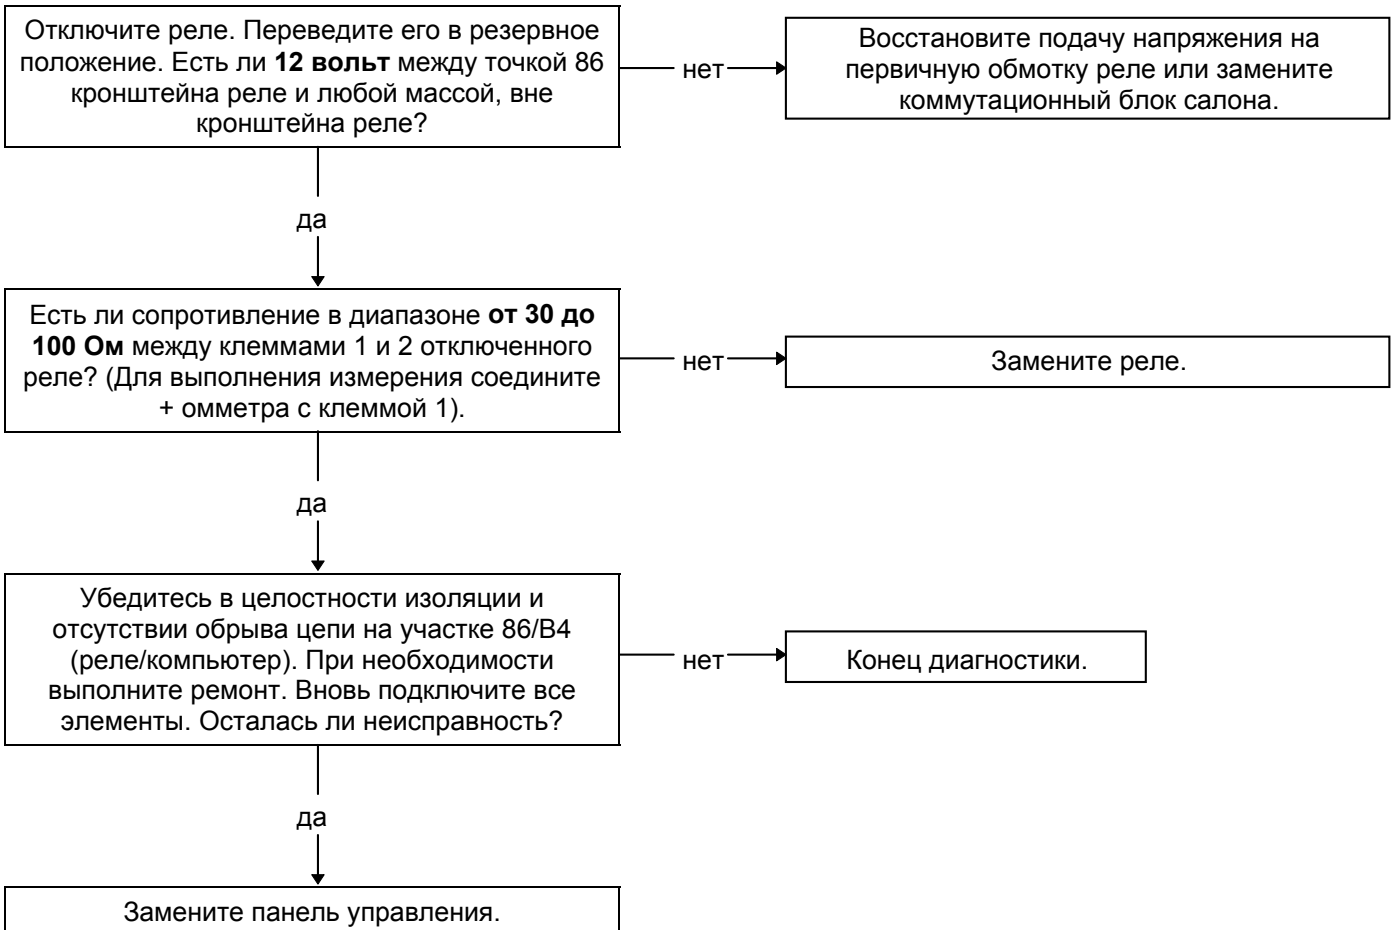 Отключите реле. Переведите его в резервное
положение. Есть ли 12 вольт между точкой 86
кронштейна реле и любой массой, вне
кронштейна реле?
нет
Восстановите подачу напряжения на
первичную обмотку реле или замените
коммутационный блок салона.
да
Есть ли сопротивление в диапазоне от 30 до
100 Ом между клеммами 1 и 2 отключенного
реле? (Для выполнения измерения соедините
+ омметра с клеммой 1).
нет
Замените реле.
да
Убедитесь в целостности изоляции и
отсутствии обрыва цепи на участке 86/B4
(реле/компьютер). При необходимости
выполните ремонт. Вновь подключите все
элементы. Осталась ли неисправность?
нет
Конец диагностики.
да
Замените панель управления.